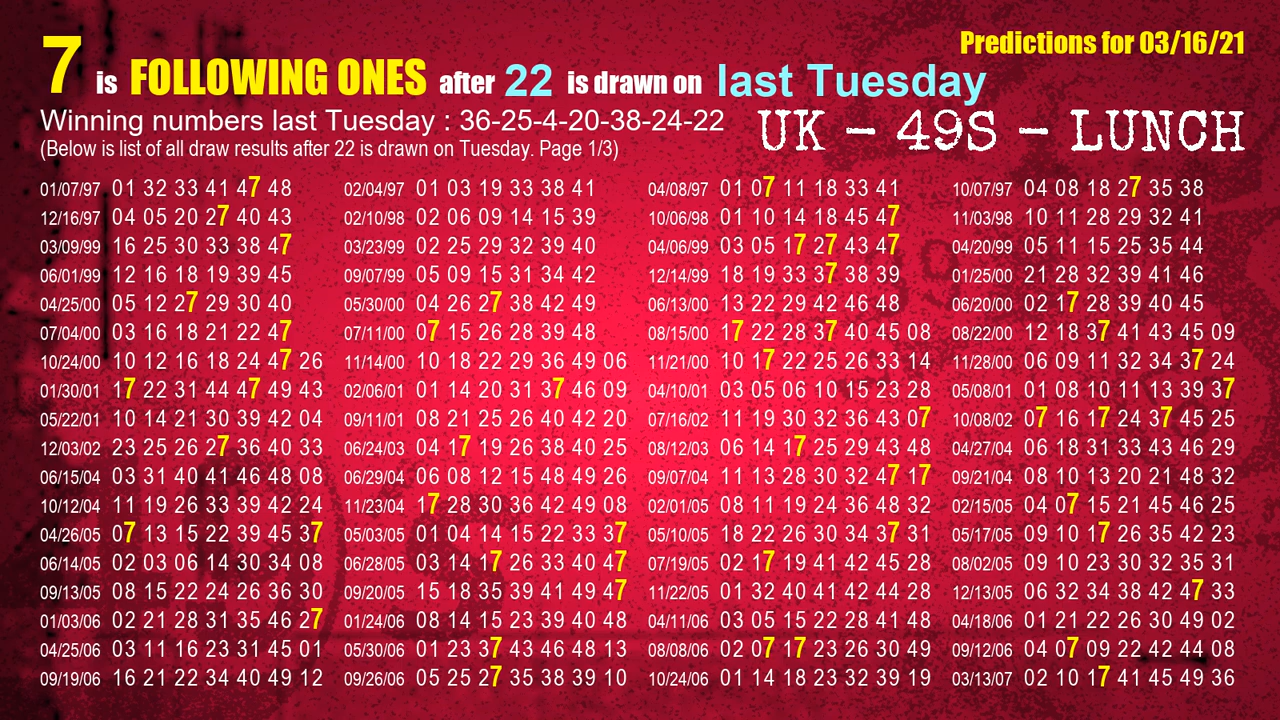 Predictions for 03/16/21
7 is FOLLOWING ONES after 22 is drawn on last Tuesday
Winning numbers last Tuesday : 36-25-4-20-38-24-22
UK - 49S - LUNCH
(Below is list of all draw results after 22 is drawn on Tuesday. Page 1/3)
01/07/97 01 32 33 41 47 48 02/04/97 01 03 19 33 38 41 04/08/97 01 07 11 18 33 41 10/07/97 04 08 18 27 35 38
12/16/97 04 05 20 27 40 43 02/10/98 02 06 09 14 15 39 10/06/98 01 10 14 18 45 47 11/03/98 10 11 28 29 32 41
03/09/99 16 25 30 33 38 47 03/23/99 02 25 29 32 39 40 04/06/99 03 05 17 27 43 47 04/20/99 05 11 15 25 35 44
06/01/99 12 16 18 19 39 45 09/07/99 05 09 15 31 34 42 12/14/99 18 19 33 37 38 39 01/25/00 21 28 32 39 41 46
04/25/00 05 12 27 29 30 40 05/30/00 04 26 27 38 42 49 06/13/00 13 22 29 42 46 48 06/20/00 02 17 28 39 40 45
07/04/00 03 16 18 21 22 47 07/11/00 07 15 26 28 39 48 08/15/00 17 22 28 37 40 45 08 08/22/00 12 18 37 41 43 45 09
10/24/00 10 12 16 18 24 47 26 11/14/00 10 18 22 29 36 49 06 11/21/00 10 17 22 25 26 33 14 11/28/00 06 09 11 32 34 37 24
01/30/01 17 22 31 44 47 49 43 02/06/01 01 14 20 31 37 46 09 04/10/01 03 05 06 10 15 23 28 05/08/01 01 08 10 11 13 39 37
05/22/01 10 14 21 30 39 42 04 09/11/01 08 21 25 26 40 42 20 07/16/02 11 19 30 32 36 43 07 10/08/02 07 16 17 24 37 45 25
12/03/02 23 25 26 27 36 40 33 06/24/03 04 17 19 26 38 40 25 08/12/03 06 14 17 25 29 43 48 04/27/04 06 18 31 33 43 46 29
06/15/04 03 31 40 41 46 48 08 06/29/04 06 08 12 15 48 49 26 09/07/04 11 13 28 30 32 47 17 09/21/04 08 10 13 20 21 48 32
10/12/04 11 19 26 33 39 42 24 11/23/04 17 28 30 36 42 49 08 02/01/05 08 11 19 24 36 48 32 02/15/05 04 07 15 21 45 46 25
04/26/05 07 13 15 22 39 45 37 05/03/05 01 04 14 15 22 33 37 05/10/05 18 22 26 30 34 37 31 05/17/05 09 10 17 26 35 42 23
06/14/05 02 03 06 14 30 34 08 06/28/05 03 14 17 26 33 40 47 07/19/05 02 17 19 41 42 45 28 08/02/05 09 10 23 30 32 35 31
09/13/05 08 15 22 24 26 36 30 09/20/05 15 18 35 39 41 49 47 11/22/05 01 32 40 41 42 44 28 12/13/05 06 32 34 38 42 47 33
01/03/06 02 21 28 31 35 46 27 01/24/06 08 14 15 23 39 40 48 04/11/06 03 05 15 22 28 41 48 04/18/06 01 21 22 26 30 49 02
04/25/06 03 11 16 23 31 45 01 05/30/06 01 23 37 43 46 48 13 08/08/06 02 07 17 23 26 30 49 09/12/06 04 07 09 22 42 44 08
09/19/06 16 21 22 34 40 49 12 09/26/06 05 25 27 35 38 39 10 10/24/06 01 14 18 23 32 39 19 03/13/07 02 10 17 41 45 49 36